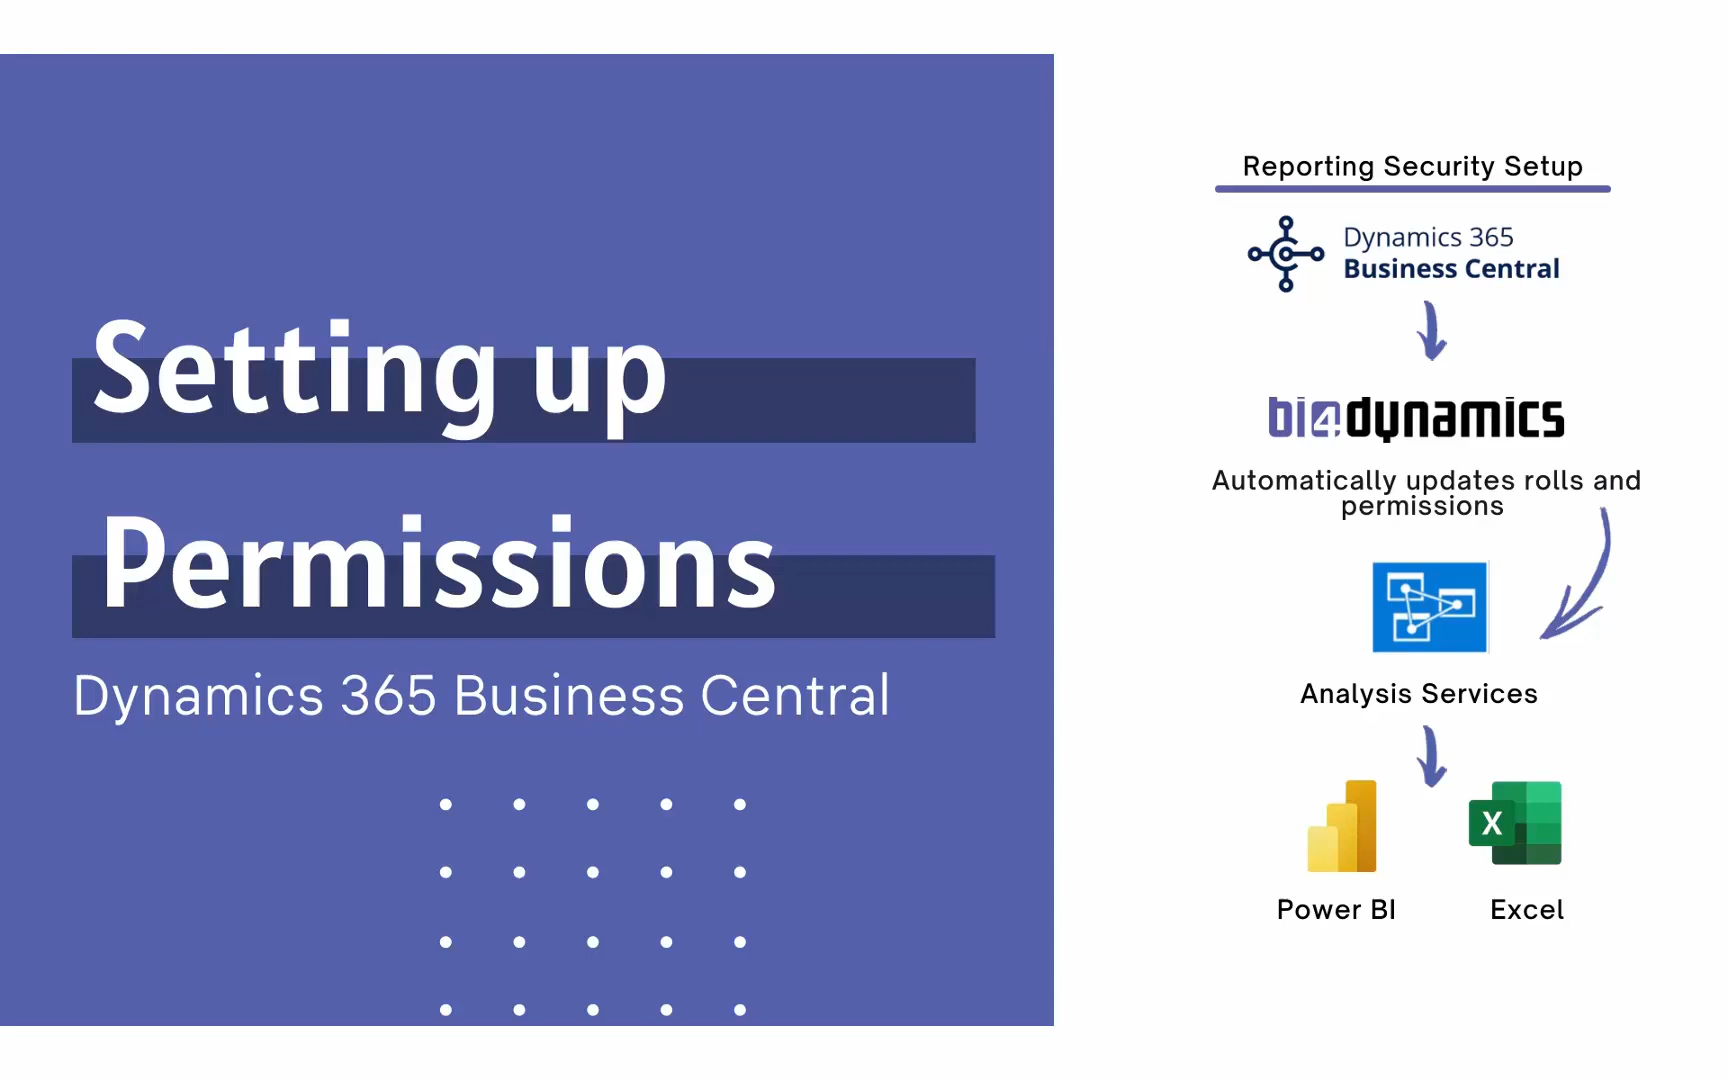 Setting up
Permissions
Dynamics 365 Business Central
Reporting Security Setup
Dynamics 365
Business Central
bi4dynamics
Automatically updates rolls and
permissions
Analysis Services
X
Power BI
Excel